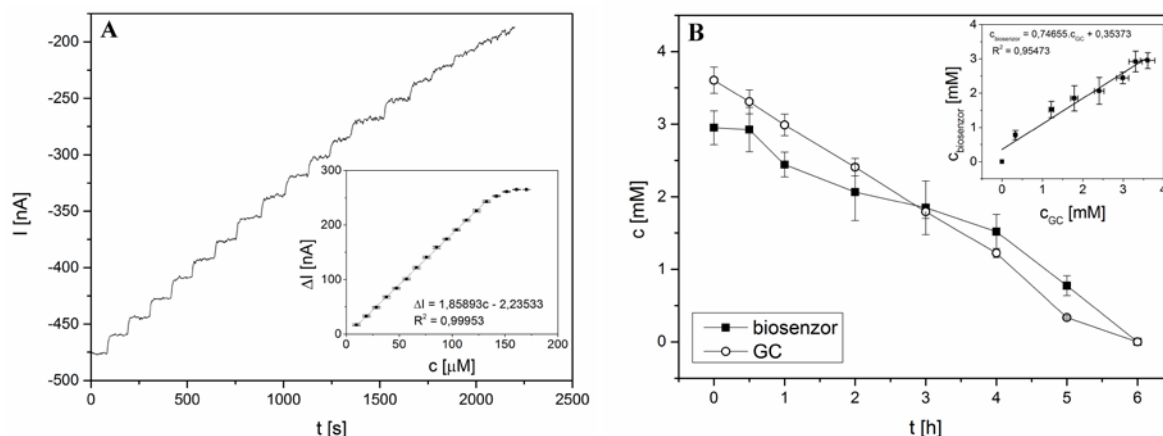 A
I [nA]
-200
-250
-300
-350
-400
-450
-500
0 500 1000 1500 2000 2500
t [s]
ΔI [nA]
300
200
100
0
0 50 100 150 200
c [µM]
ΔI = 1,85893c - 2,23533
R² = 0,99953
B
c [mM]
4
3
2
1
0
0 1 2 3 4 5 6
t [h]
biosenzor
GC
c_biosenzor = 0,74655.c_GC + 0,35373
R² = 0,95473
c_biosenzor [mM]
4
3
2
1
0
0 1 2 3 4
c_GC [mM]